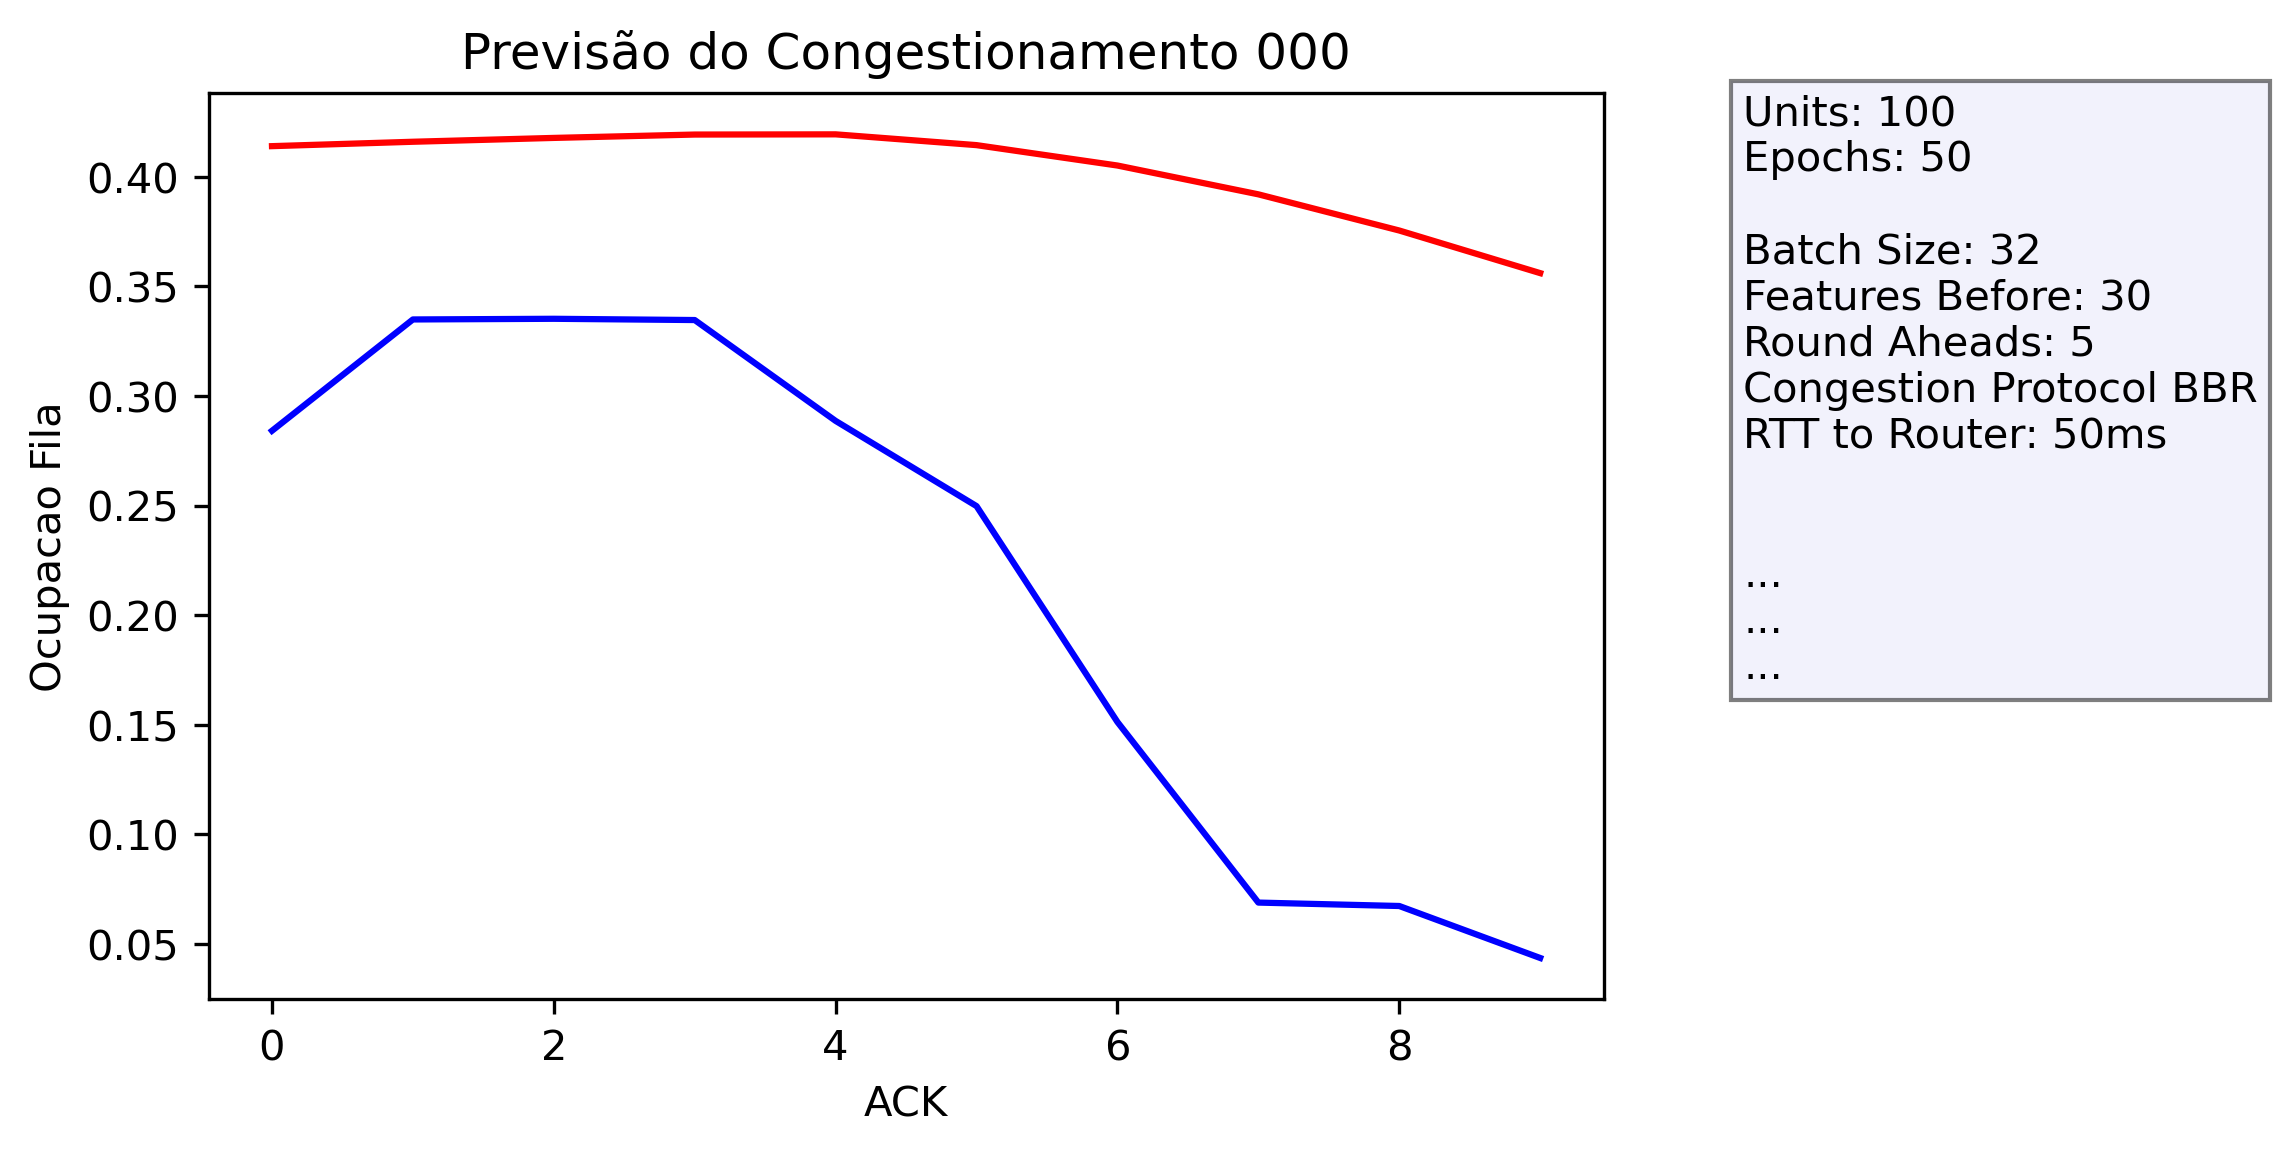 Previsão do Congestionamento 000
Ocupacao Fila
0.40
0.35
0.30
0.25
0.20
0.15
0.10
0.05
0 2 4 6 8
ACK
Units: 100
Epochs: 50
Batch Size: 32
Features Before: 30
Round Aheads: 5
Congestion Protocol BBR
RTT to Router: 50ms
...
...
...